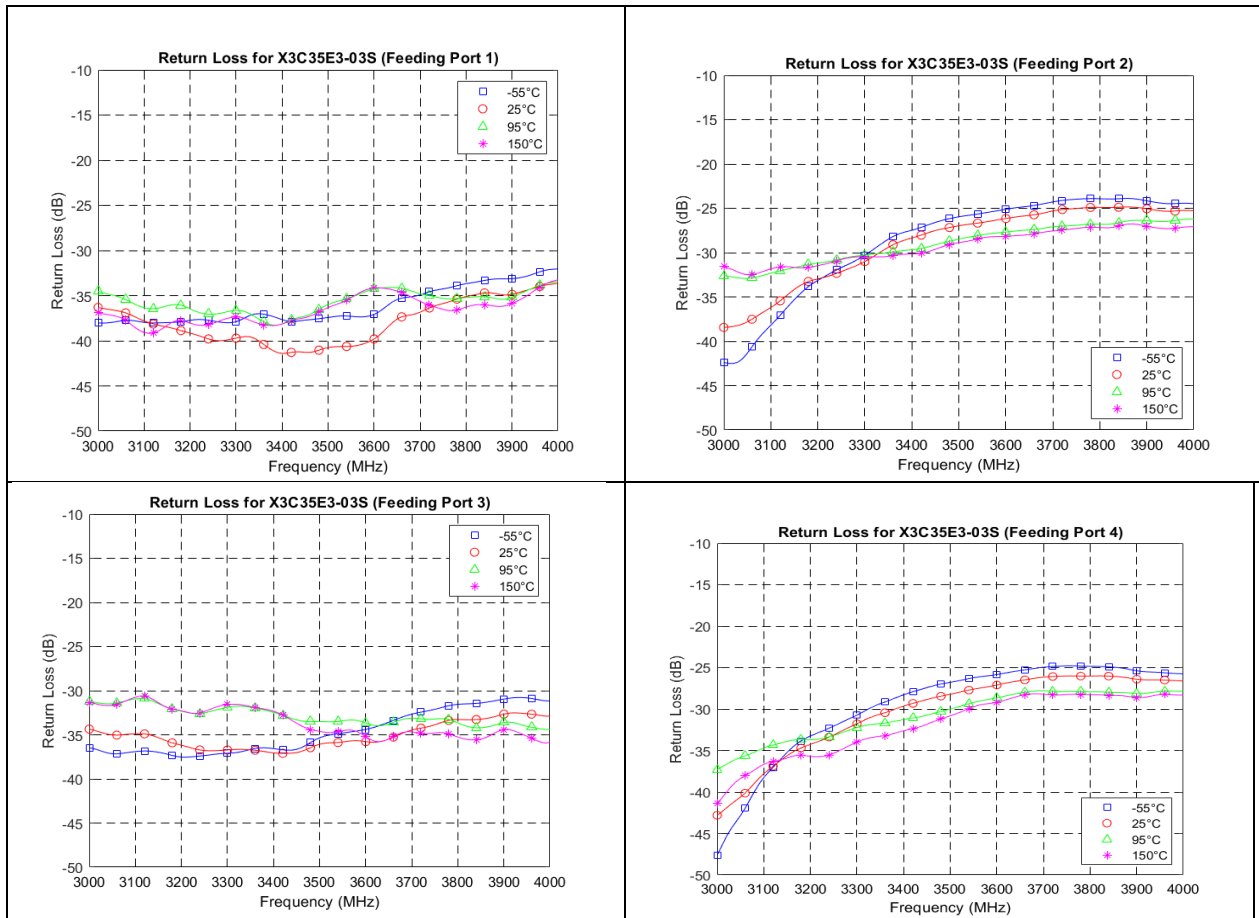 Return Loss for X3C35E3-03S (Feeding Port 1)
-10
-15
-20
-25
-30
-35
-40
-45
-50
Return Loss (dB)
-55°C
25°C
95°C
150°C
3000 3100 3200 3300 3400 3500 3600 3700 3800 3900 4000
Frequency (MHz)
Return Loss for X3C35E3-03S (Feeding Port 2)
-10
-15
-20
-25
-30
-35
-40
-45
-50
Return Loss (dB)
-55°C
25°C
95°C
150°C
3000 3100 3200 3300 3400 3500 3600 3700 3800 3900 4000
Frequency (MHz)
Return Loss for X3C35E3-03S (Feeding Port 3)
-10
-15
-20
-25
-30
-35
-40
-45
-50
Return Loss (dB)
-55°C
25°C
95°C
150°C
3000 3100 3200 3300 3400 3500 3600 3700 3800 3900 4000
Frequency (MHz)
Return Loss for X3C35E3-03S (Feeding Port 4)
-10
-15
-20
-25
-30
-35
-40
-45
-50
Return Loss (dB)
-55°C
25°C
95°C
150°C
3000 3100 3200 3300 3400 3500 3600 3700 3800 3900 4000
Frequency (MHz)